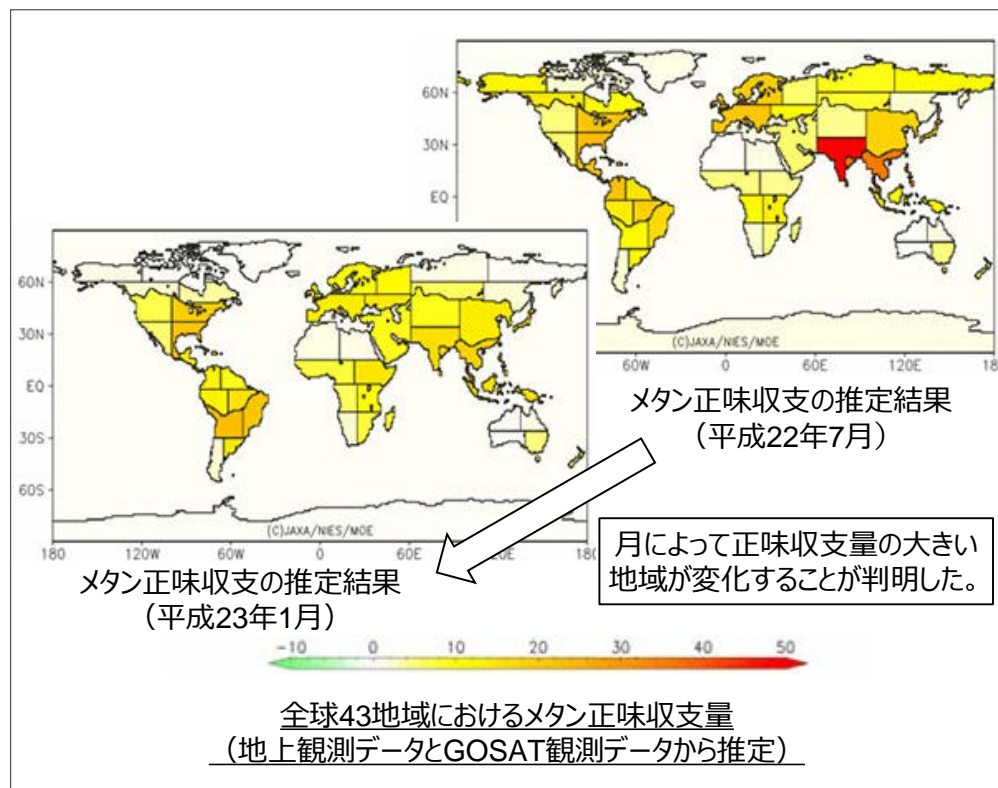 60N
30N
EQ
(C)JAXA/NIES/MOE
60W
0
60E
120E
メタン正味収支の推定結果
（平成22年7月）
60N
30N
EQ
30S
60S
(C)JAXA/NIES/MOE
180
120W
60W
0
60E
180
メタン正味収支の推定結果
（平成23年1月）
月によって正味収支量の大きい
地域が変化することが判明した。
-10 0 10 20 30 40 50
全球43地域におけるメタン正味収支量
（地上観測データとGOSAT観測データから推定）